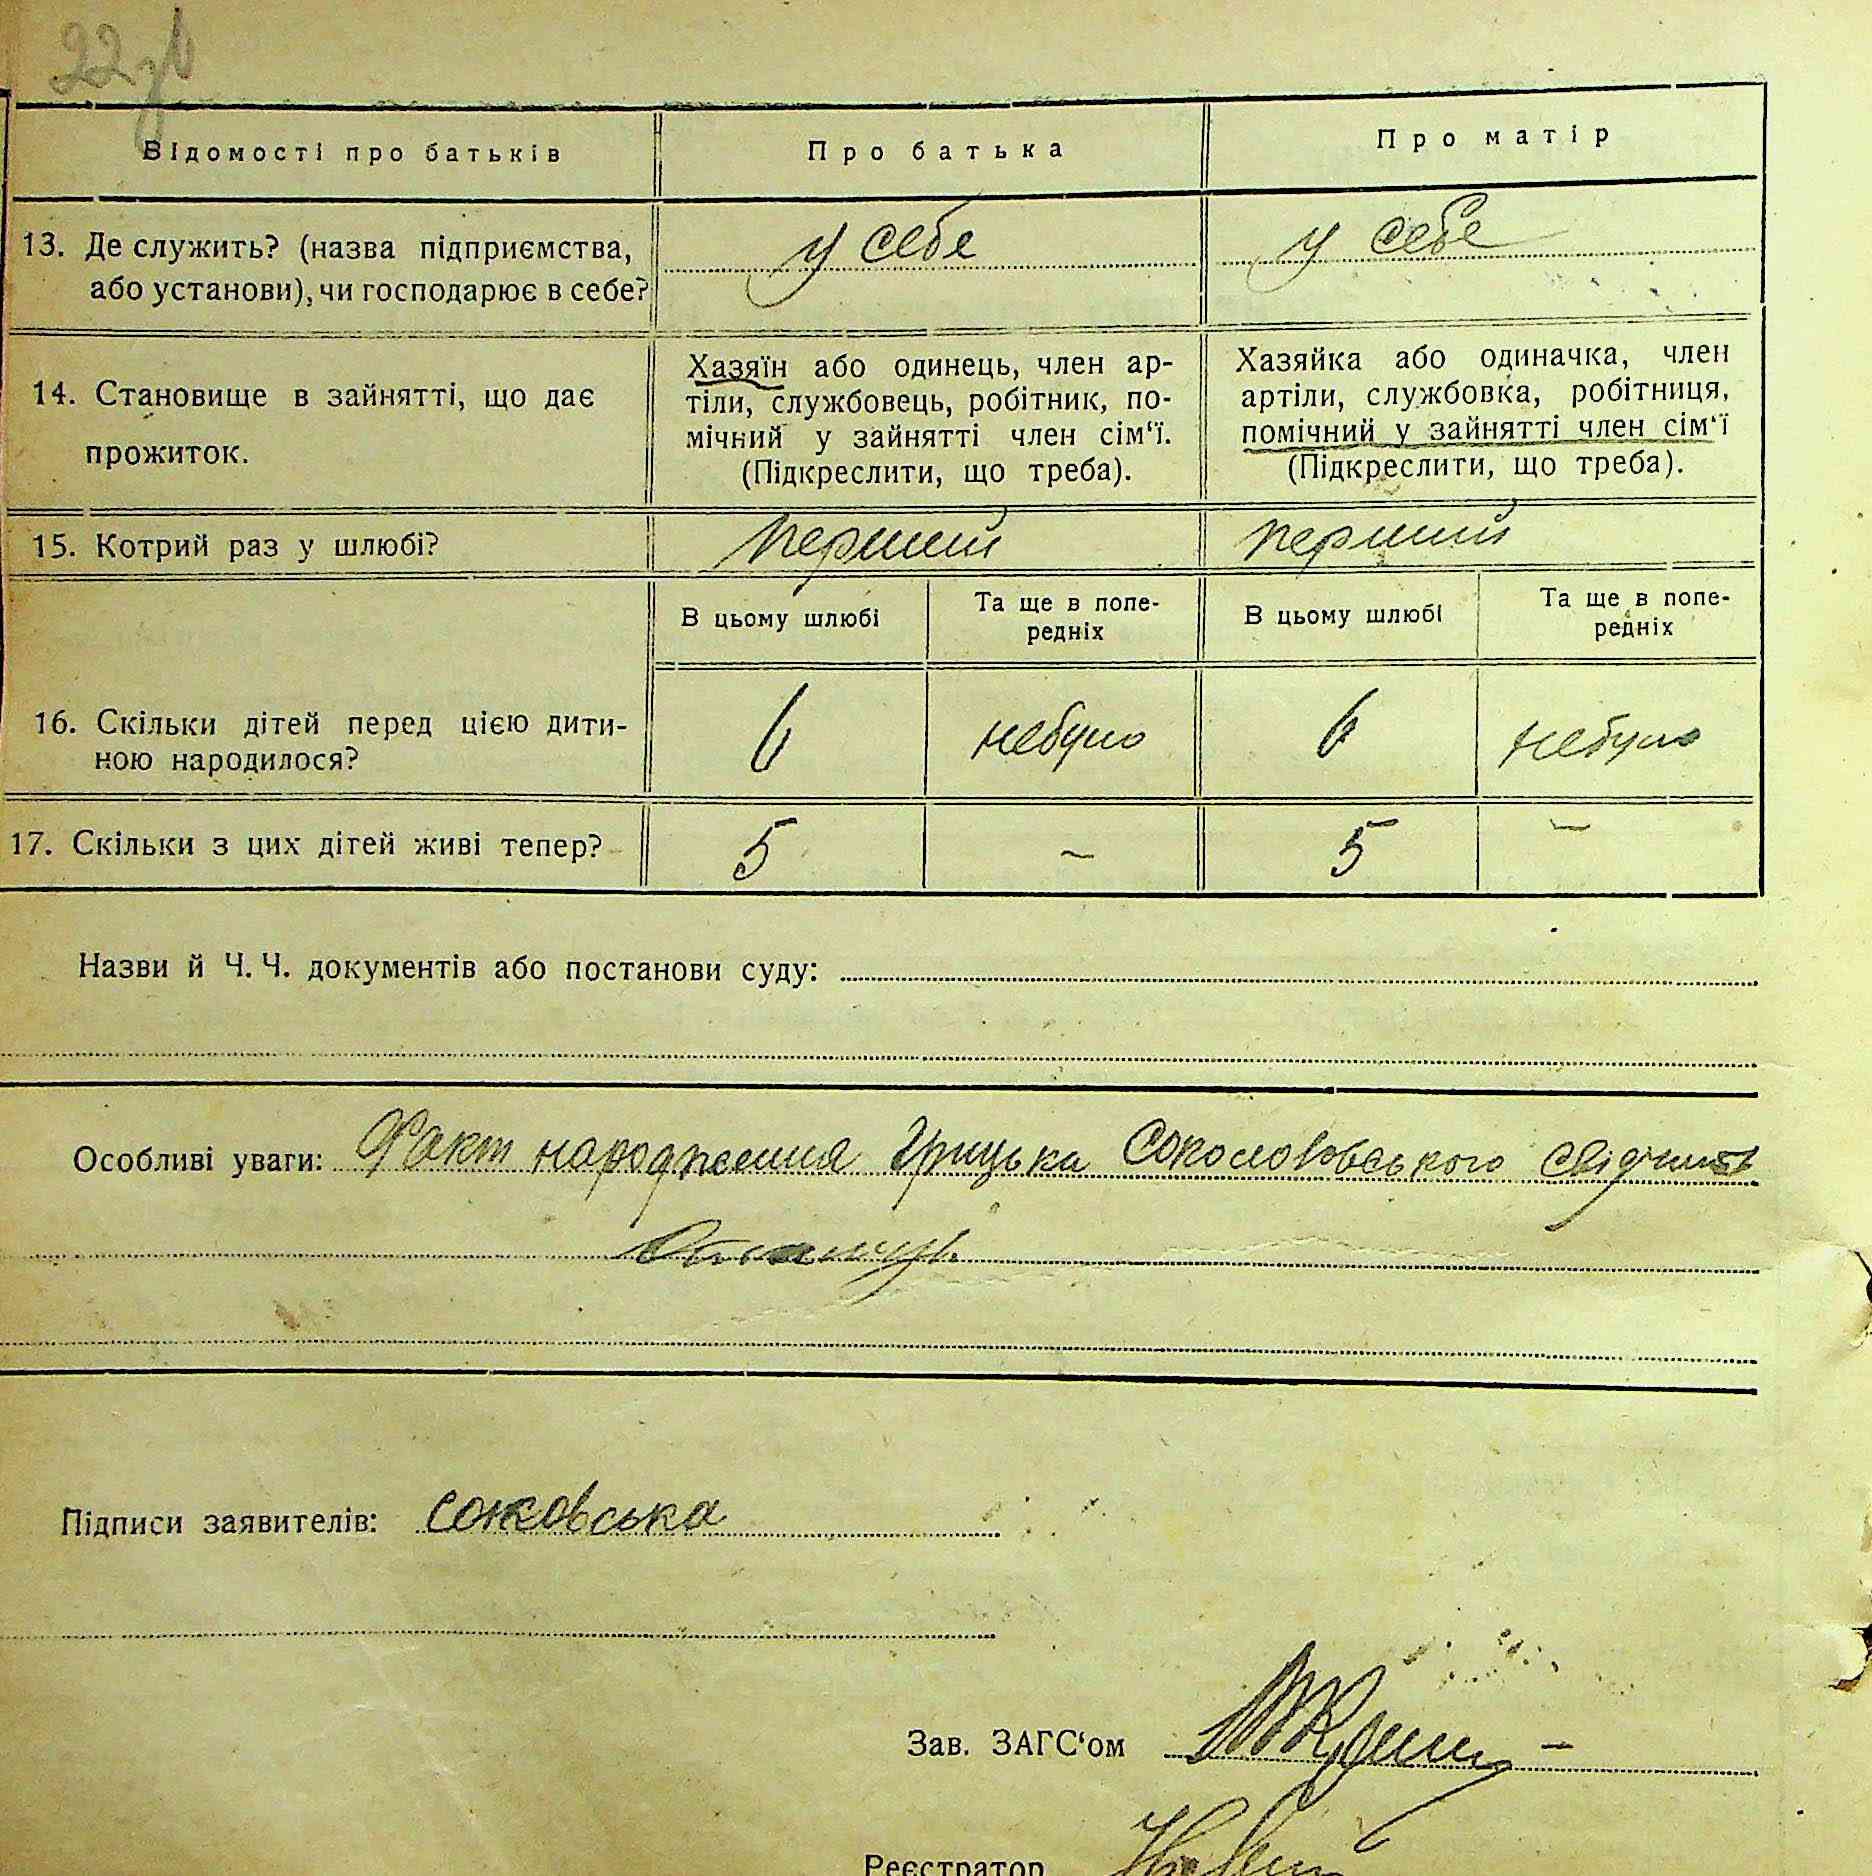 22зв
Відомості про батьків
Про батька
Про матір
13. Де служить? (назва підприємства,
або установи), чи господарює в себе?
у себе
у себе
14. Становище в зайнятті, що дає
прожиток.
Хазяїн або одинець, член ар-
тіли, службовець, робітник, по-
мічний у зайнятті член сім‘ї.
(Підкреслити, що треба).
Хазяйка або одиначка, член
артіли, службовка, робітниця,
помічний у зайнятті член сім‘ї
(Підкреслити, що треба).
15. Котрий раз у шлюбі?
перший
перший
В цьому шлюбі
Та ще в попе-
редніх
В цьому шлюбі
Та ще в попе-
редніх
16. Скільки дітей перед цією дити-
ною народилося?
6
небуло
6
небуло
17. Скільки з цих дітей живі тепер?
5
–
5
–
Назви й Ч. Ч. документів або постанови суду:
Особливі уваги: Факт народження Грицька Соколовського свідчить
Підписи заявителів:
Зав. ЗАГС‘ом
Реєстратор